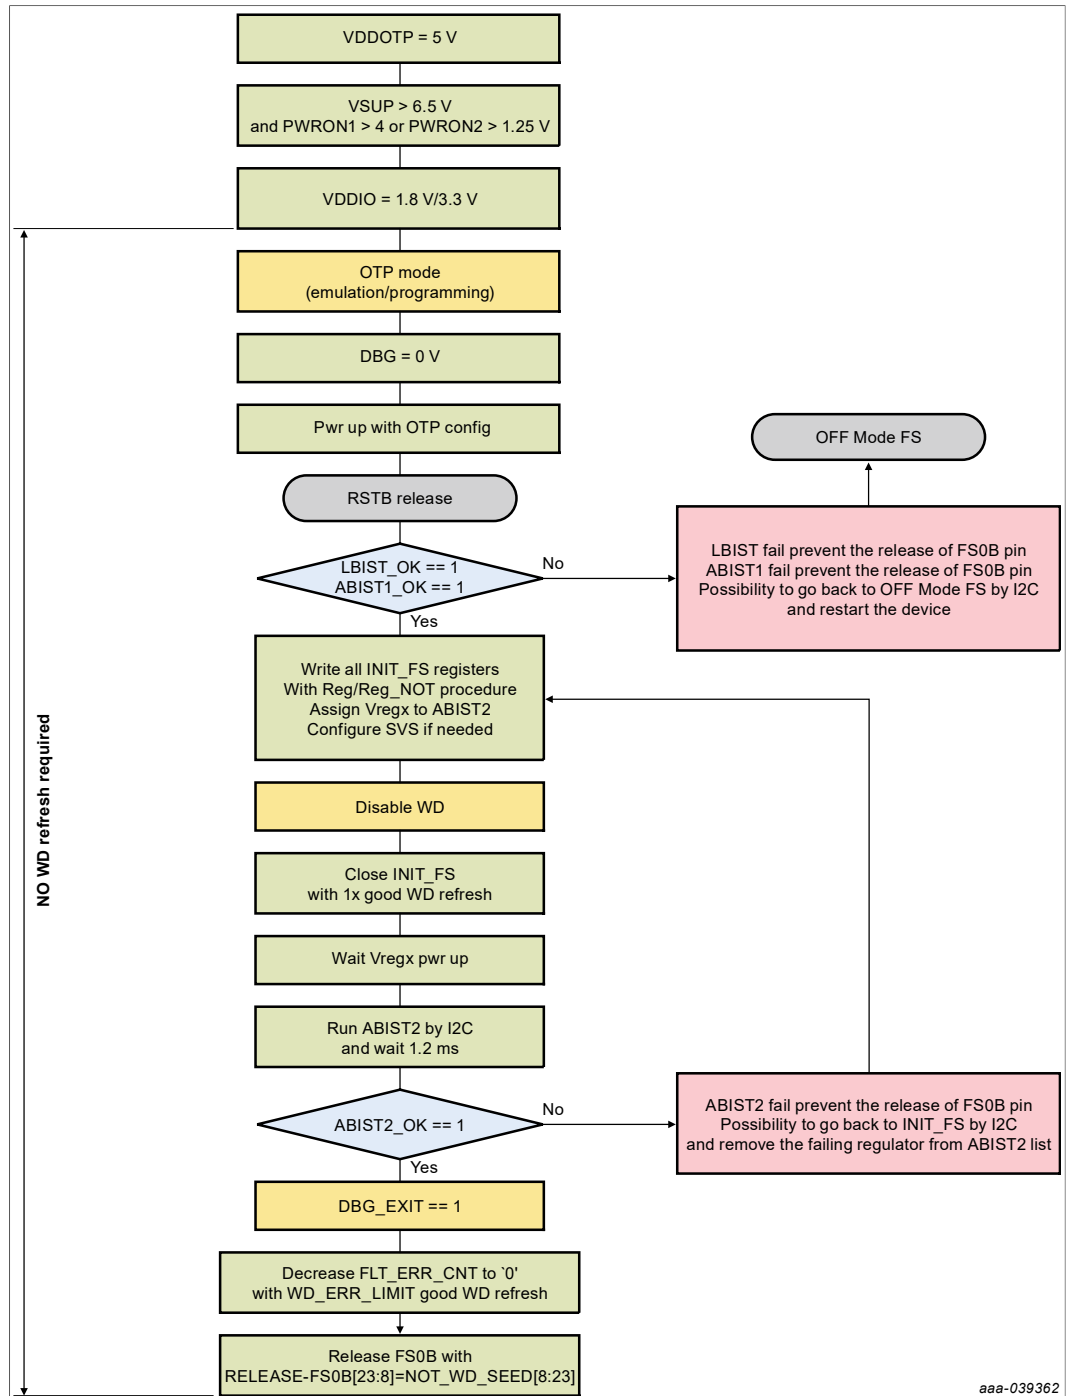 VDDOTP = 5 V
VSUP > 6.5 V
and PWRON1 > 4 or PWRON2 > 1.25 V
VDDIO = 1.8 V/3.3 V
OTP mode
(emulation/programming)
DBG = 0 V
Pwr up with OTP config
OFF Mode FS
RSTB release
LBIST_OK == 1
ABIST1_OK == 1
No
Yes
LBIST fail prevent the release of FS0B pin
ABIST1 fail prevent the release of FS0B pin
Possibility to go back to OFF Mode FS by I2C
and restart the device
Write all INIT_FS registers
With Reg/Reg_NOT procedure
Assign Vregx to ABIST2
Configure SVS if needed
NO WD refresh required
Disable WD
Close INIT_FS
with 1x good WD refresh
Wait Vregx pwr up
Run ABIST2 by I2C
and wait 1.2 ms
ABIST2_OK == 1
No
Yes
ABIST2 fail prevent the release of FS0B pin
Possibility to go back to INIT_FS by I2C
and remove the failing regulator from ABIST2 list
DBG_EXIT == 1
Decrease FLT_ERR_CNT to `0'
with WD_ERR_LIMIT good WD refresh
Release FS0B with
RELEASE-FS0B[23:8]=NOT_WD_SEED[8:23]
aaa-039362